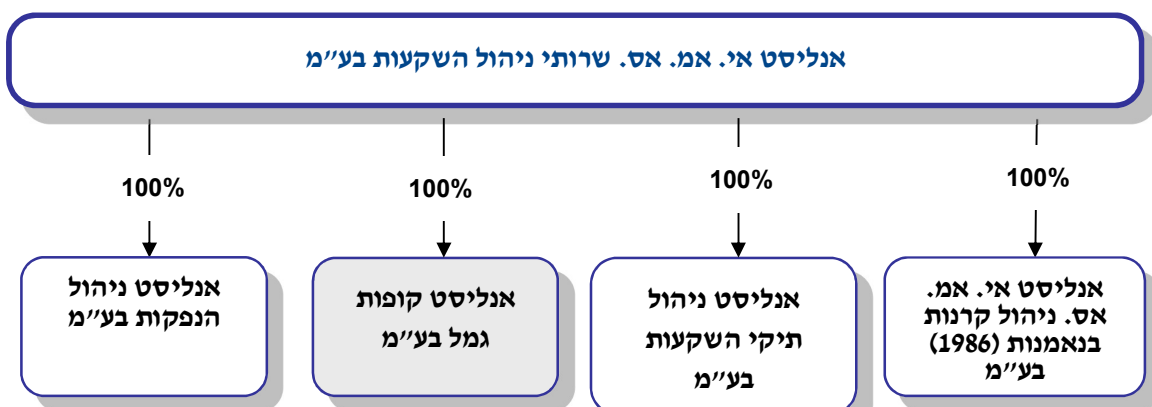 אנליסט אי. אמ. אס. שרותי ניהול השקעות בע״מ
100%
100%
100%
100%
אנליסט אי. אמ.
אס. ניהול קרנות
בנאמנות (1986)
בע״מ
אנליסט ניהול
תיקי השקעות
בע״מ
אנליסט קופות
גמל בע״מ
אנליסט ניהול
הנפקות בע״מ